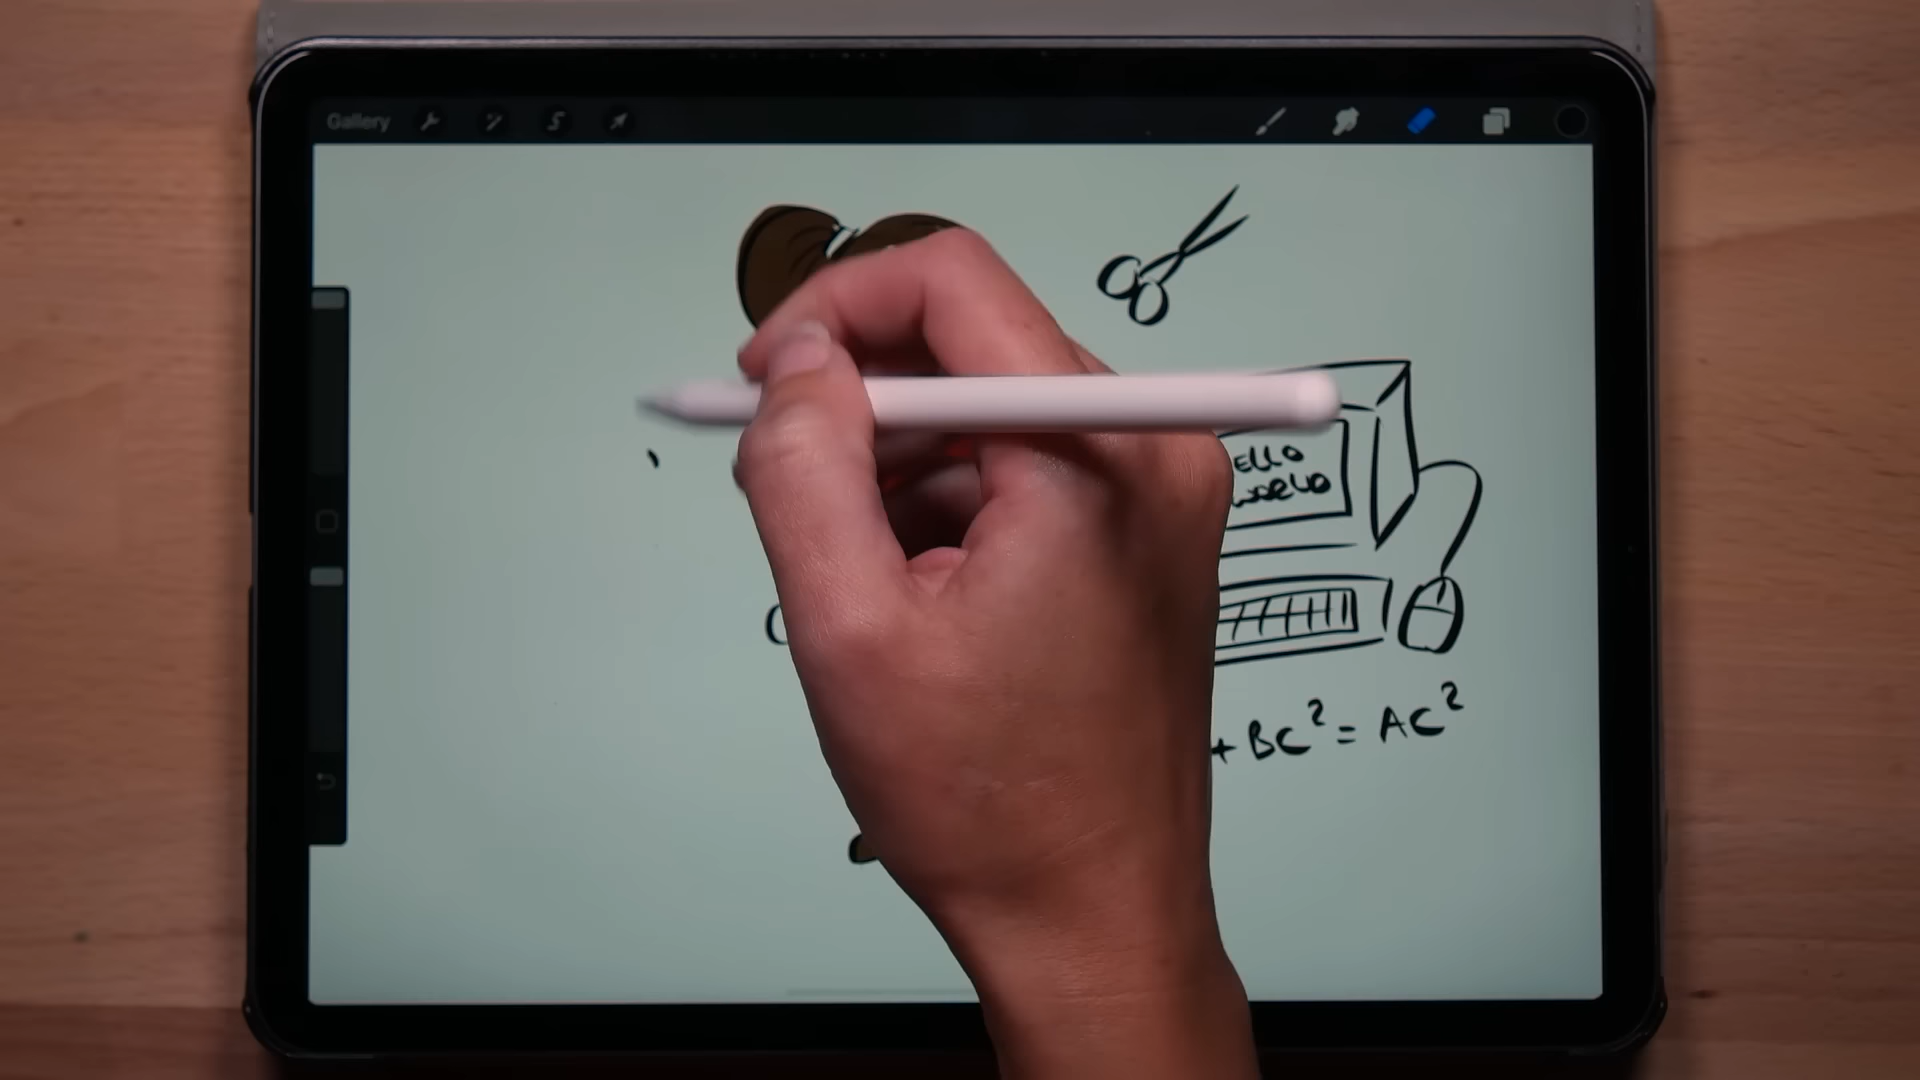 Gallery
ELLO
WORLD
+ BC² = AC²